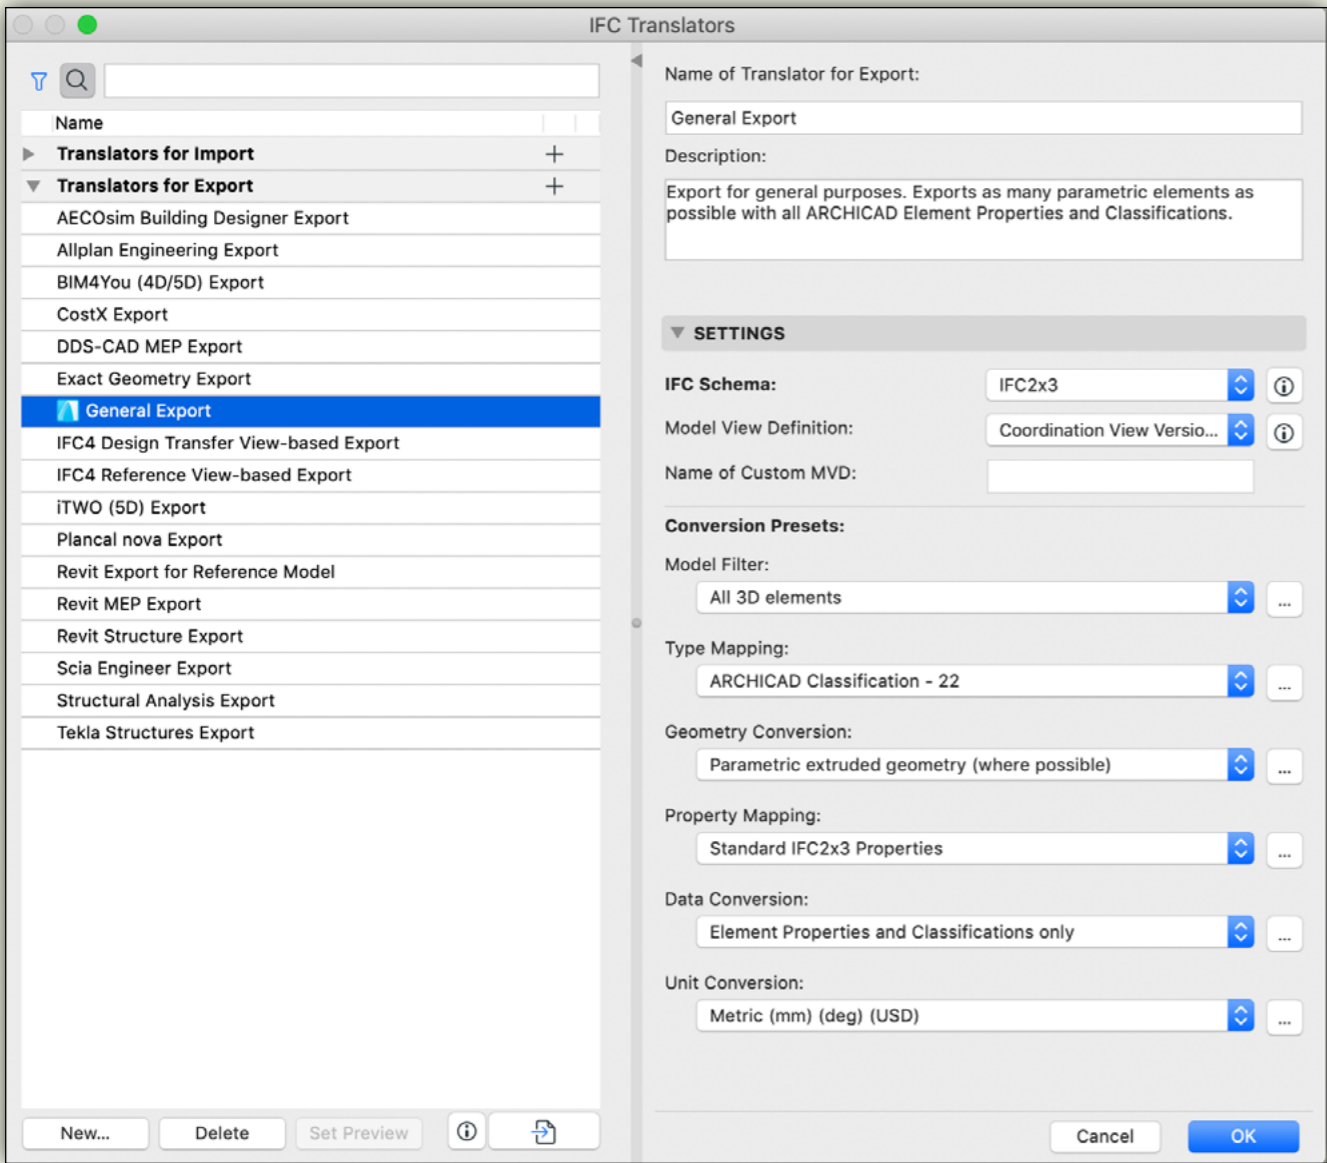 IFC Translators
Name
Translators for Import
Translators for Export
AECOsim Building Designer Export
Allplan Engineering Export
BIM4You (4D/5D) Export
CostX Export
DDS-CAD MEP Export
Exact Geometry Export
General Export
IFC4 Design Transfer View-based Export
IFC4 Reference View-based Export
iTWO (5D) Export
Plancal nova Export
Revit Export for Reference Model
Revit MEP Export
Revit Structure Export
Scia Engineer Export
Structural Analysis Export
Tekla Structures Export
New...
Delete
Set Preview
Name of Translator for Export:
General Export
Description:
Export for general purposes. Exports as many parametric elements as
possible with all ARCHICAD Element Properties and Classifications.
SETTINGS
IFC Schema:
IFC2x3
Model View Definition:
Coordination View Versio...
Name of Custom MVD:
Conversion Presets:
Model Filter:
All 3D elements
...
Type Mapping:
ARCHICAD Classification - 22
...
Geometry Conversion:
Parametric extruded geometry (where possible)
...
Property Mapping:
Standard IFC2x3 Properties
...
Data Conversion:
Element Properties and Classifications only
...
Unit Conversion:
Metric (mm) (deg) (USD)
...
Cancel
OK